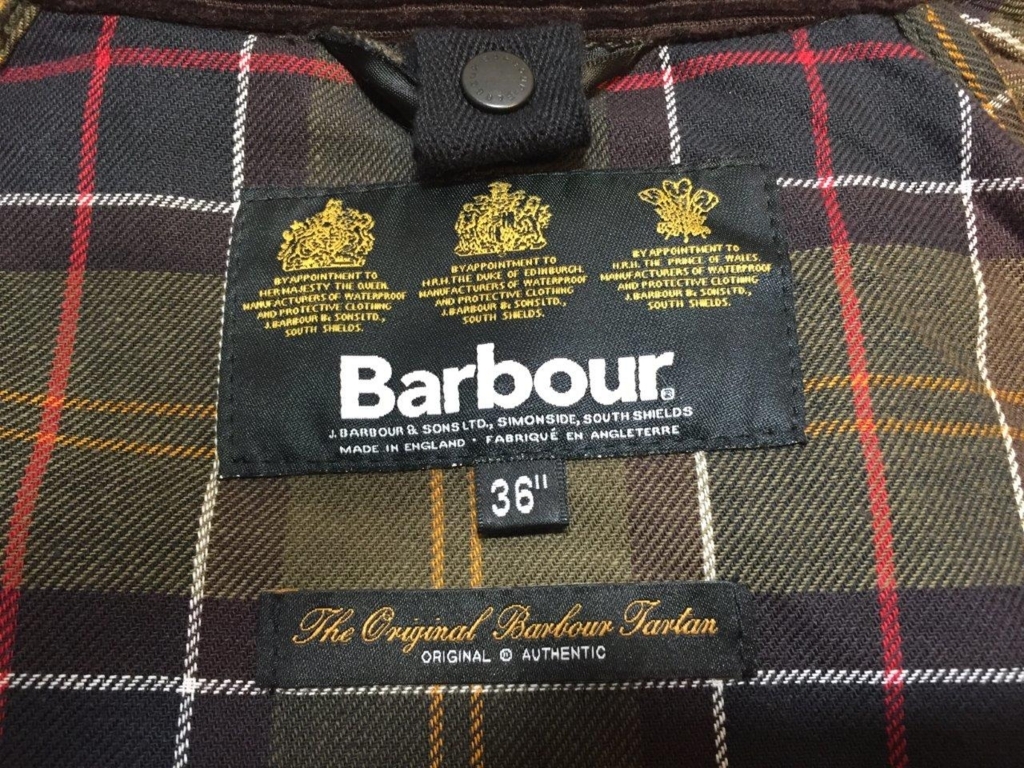 BY APPOINTMENT TO
HER MAJESTY THE QUEEN
MANUFACTURERS OF WATERPROOF
AND PROTECTIVE CLOTHING
J. BARBOUR & SONS LTD.,
SOUTH SHIELDS.
BY APPOINTMENT TO
H.R.H. THE DUKE OF EDINBURGH.
MANUFACTURERS OF WATERPROOF
AND PROTECTIVE CLOTHING
J. BARBOUR & SONS LTD.
SOUTH SHIELDS.
BY APPOINTMENT TO
H.R.H. THE PRINCE OF WALES.
MANUFACTURERS OF WATERPROOF
AND PROTECTIVE CLOTHING
J. BARBOUR & SONS LTD.
SOUTH SHIELDS.
Barbour®
J. BARBOUR & SONS LTD., SIMONSIDE, SOUTH SHIELDS
MADE IN ENGLAND · FABRIQUÉ EN ANGLETERRE
36"
The Original Barbour Tartan
ORIGINAL ® AUTHENTIC